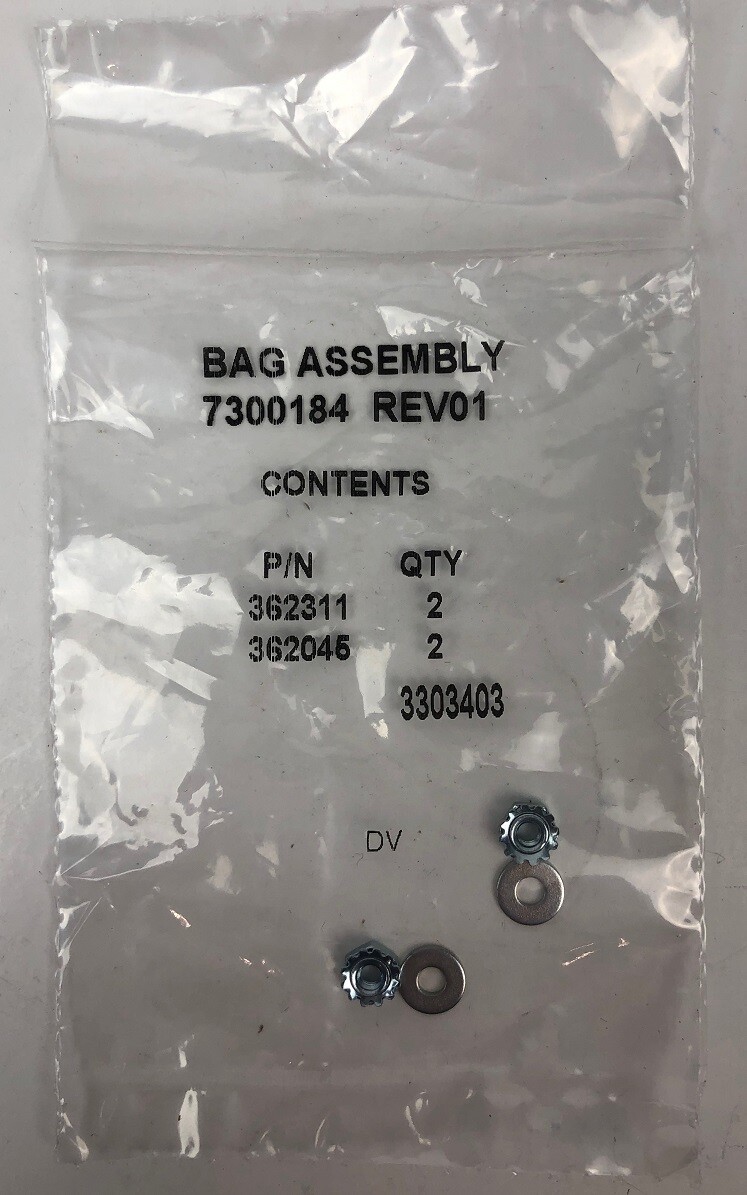 BAG ASSEMBLY
7300184 REV01
CONTENTS
P/N QTY
362311 2
362045 2
3303403
DV